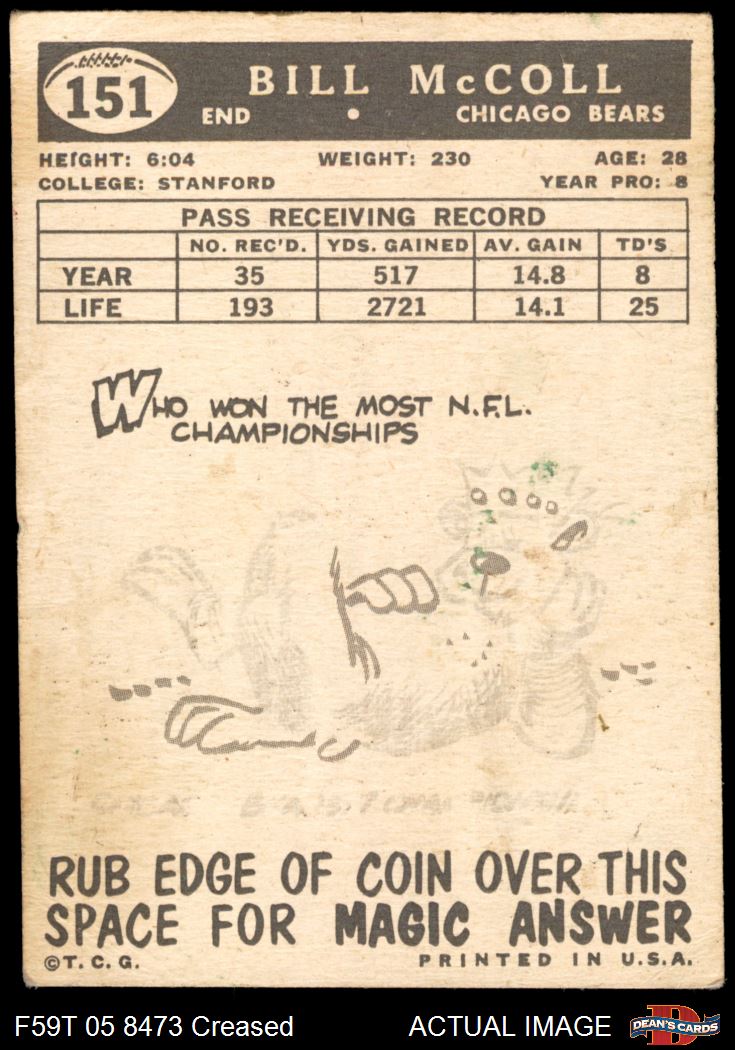 151
BILL McCOLL
END • CHICAGO BEARS
HEIGHT: 6:04 WEIGHT: 230 AGE: 28
COLLEGE: STANFORD YEAR PRO: 8
PASS RECEIVING RECORD
NO. REC'D. YDS. GAINED AV. GAIN TD'S
YEAR 35 517 14.8 8
LIFE 193 2721 14.1 25
WHO WON THE MOST N.F.L.
CHAMPIONSHIPS
RUB EDGE OF COIN OVER THIS
SPACE FOR MAGIC ANSWER
©T.C.G. PRINTED IN U.S.A.
F59T 05 8473 Creased ACTUAL IMAGE DEAN'S CARDS